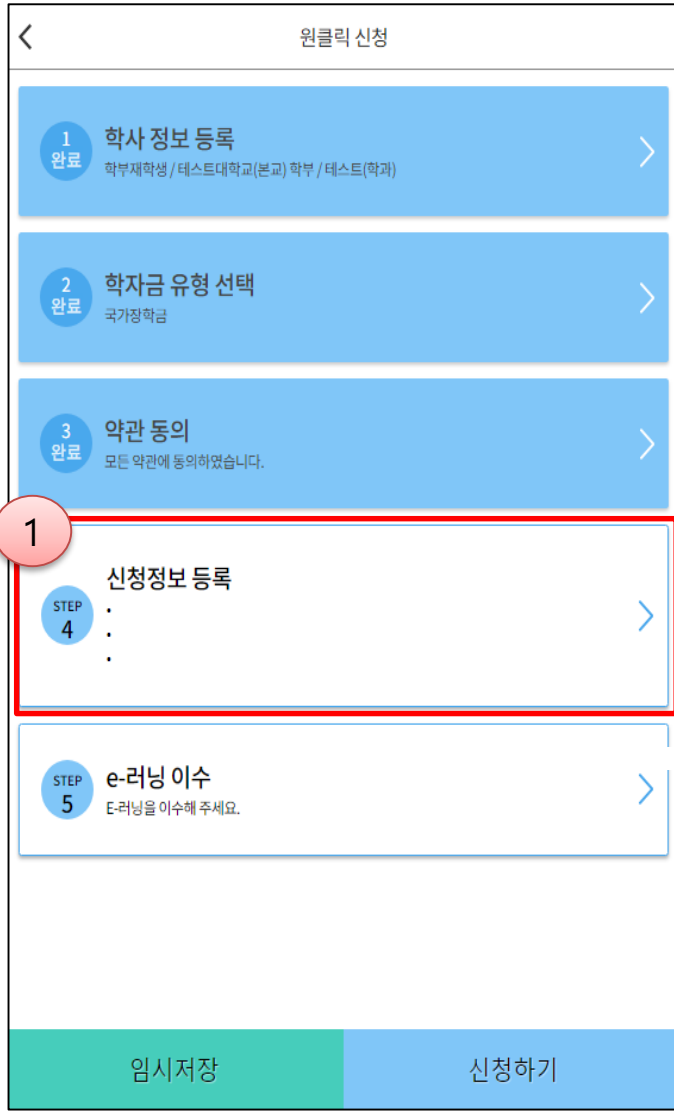 원클릭 신청
1
완료
학사 정보 등록
학부재학생 / 테스트대학교(본교) 학부 / 테스트(학과)
2
완료
학자금 유형 선택
국가장학금
3
완료
약관 동의
모든 약관에 동의하였습니다.
1
STEP
4
신청정보 등록
•
•
•
STEP
5
e-러닝 이수
E-러닝을 이수해 주세요.
임시저장
신청하기